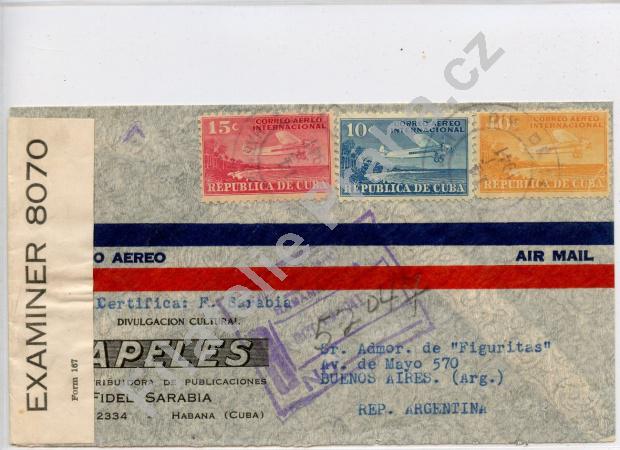 15c
CORREO AEREO
INTERNACIONAL
REPUBLICA DE CUBA
10c
CORREO AEREO
INTERNACIONAL
REPUBLICA DE CUBA
CORREO AEREO
INTERNACIONAL
REPUBLICA DE CUBA
EXAMINER 8070
Form 167
O AEREO
AIR MAIL
Certifica: F. Sarabia
DIVULGACION CULTURAL
APELES
TRIBUIDORA DE PUBLICACIONES
FIDEL SARABIA
2334 HABANA (CUBA)
Sr. Admor. de "Figuritas"
Av. de Mayo 570
BUENOS AIRES. (Arg.)
REP. ARGENTINA